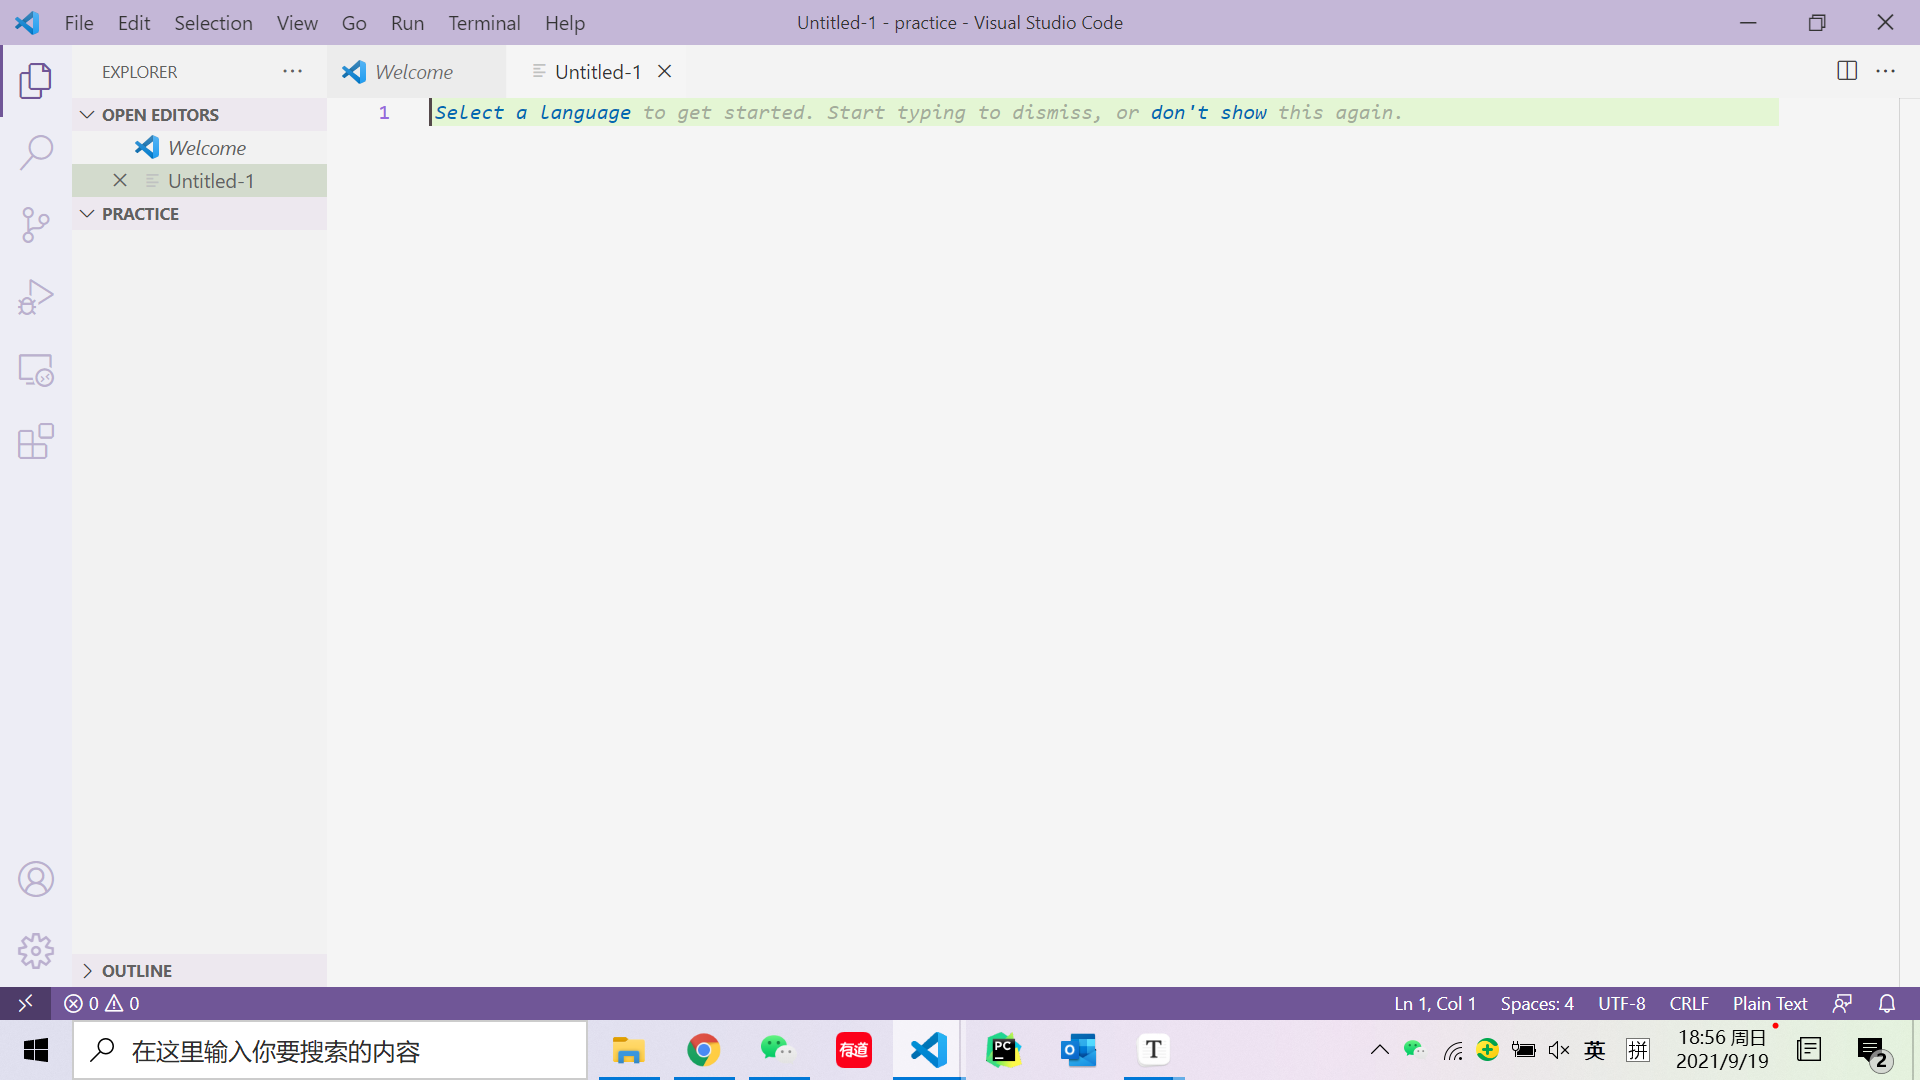 File Edit Selection View Go Run Terminal Help
Untitled-1 - practice - Visual Studio Code
EXPLORER
Welcome
Untitled-1
OPEN EDITORS
Welcome
Untitled-1
PRACTICE
1
Select a language to get started. Start typing to dismiss, or don't show this again.
OUTLINE
0 0
Ln 1, Col 1 Spaces: 4 UTF-8 CRLF Plain Text
在这里输入你要搜索的内容
有道
PC
O
T
英
拼
18:56 周日
2021/9/19
2